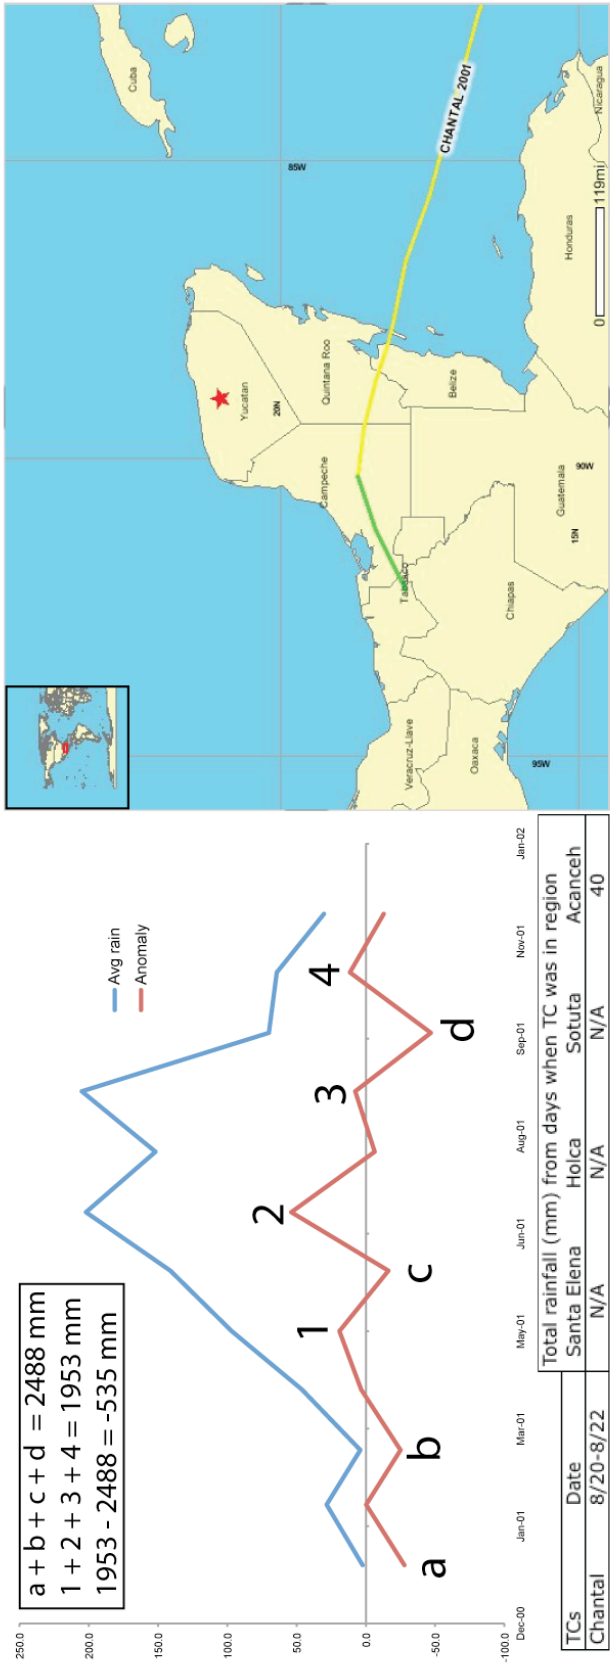 a + b + c + d = 2488 mm
1 + 2 + 3 + 4 = 1953 mm
1953 - 2488 = -535 mm
Avg rain
Anomaly
250.0
200.0
150.0
100.0
50.0
0.0
-50.0
-100.0
Dec-00
Jan-01
Mar-01
May-01
Jun-01
Aug-01
Sep-01
Nov-01
Jan-02
a
b
1
c
2
3
d
4
Total rainfall (mm) from days when TC was in region
TCs Date Santa Elena Holca Sotuta Acanceh
Chantal 8/20-8/22 N/A N/A N/A 40
Cuba
85W
CHANTAL 2001
Yucatan
20N
Quintana Roo
Campeche
Belize
Honduras
Nicaragua
0 119mi
Guatemala
90W
15N
Tabasco
Chiapas
Veracruz-Llave
Oaxaca
95W